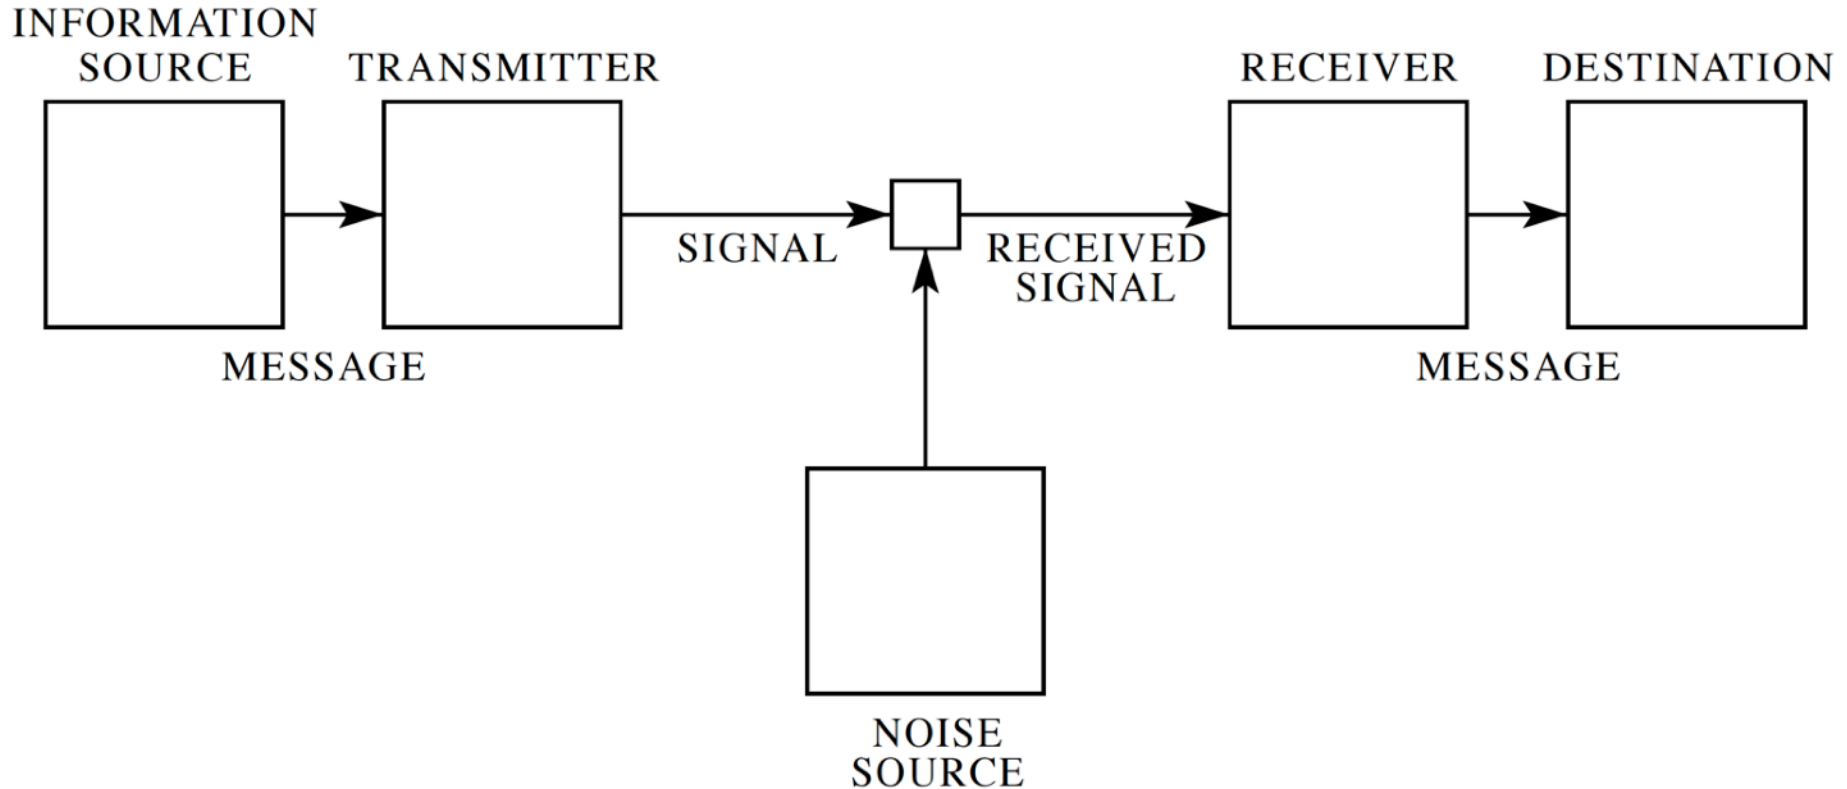 INFORMATION
SOURCE
TRANSMITTER
RECEIVER
DESTINATION
SIGNAL
RECEIVED
SIGNAL
MESSAGE
MESSAGE
NOISE
SOURCE